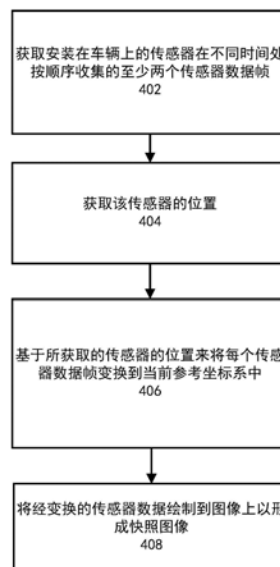 获取安装在车辆上的传感器在不同时间处
按顺序收集的至少两个传感器数据帧
402
获取该传感器的位置
404
基于所获取的传感器的位置来将每个传感
器数据帧变换到当前参考坐标系中
406
将经变换的传感器数据绘制到图像上以形
成快照图像
408